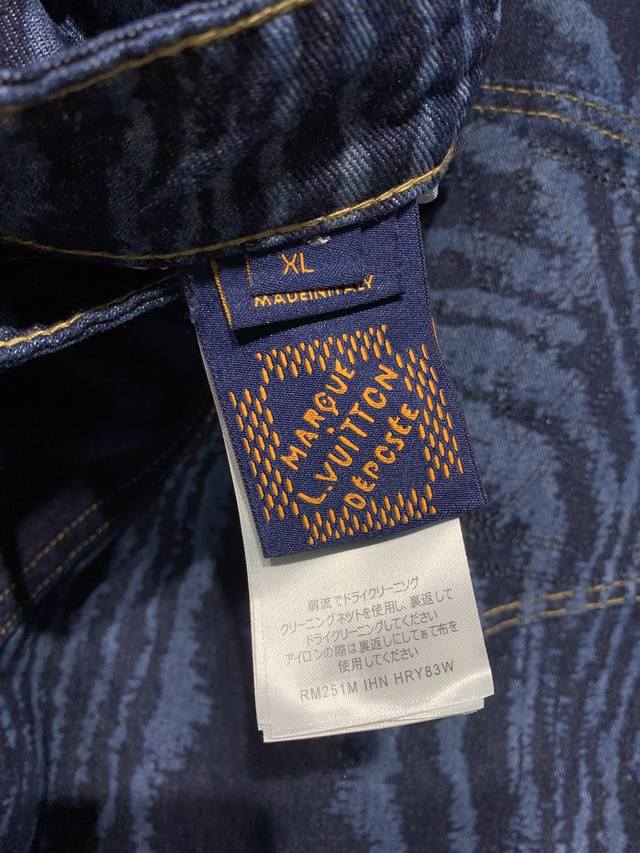 XL
MADE IN ITALY
MARQUE
L.VUITTON
DÉPOSÉE
弱流でドライクリーニング
クリーニングネットを使用し、裏返して
ドライクリーニングしてください
アイロンの際は裏返しにしてあて布を
使用してください
RM251M IHN HRY83W